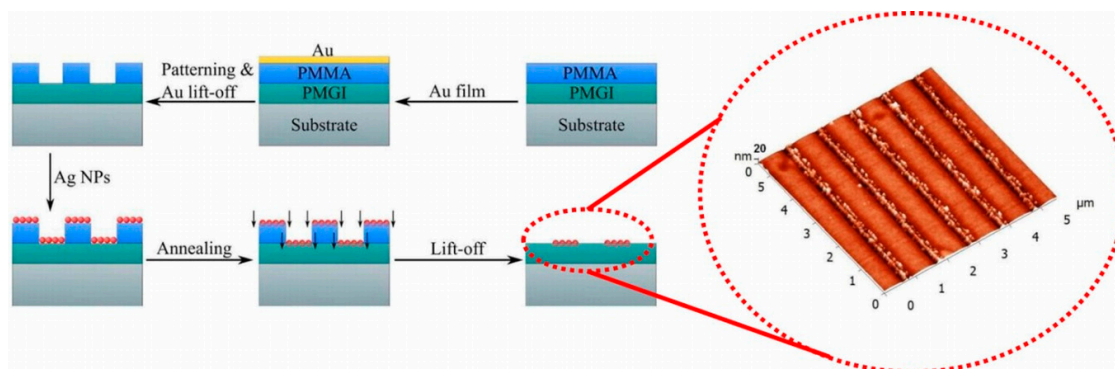 Au
PMMA
PMGI
Substrate
Patterning &
Au lift-off
Au film
PMMA
PMGI
Substrate
Ag NPs
Annealing
Lift-off
20
nm
0
5
4
3
2
1
0
0
1
2
3
4
5
µm